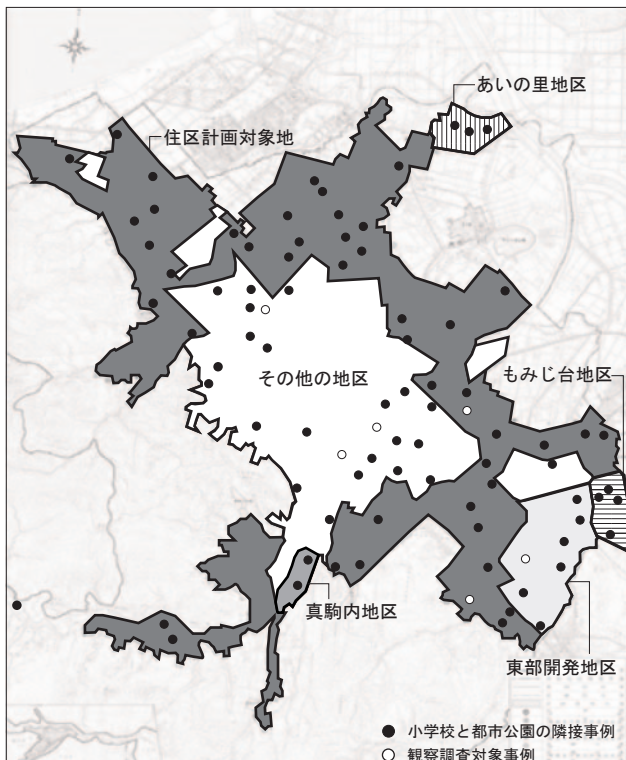 あいの里地区
住区計画対象地
もみじ台地区
その他の地区
真駒内地区
東部開発地区
● 小学校と都市公園の隣接事例
○ 観察調査対象事例